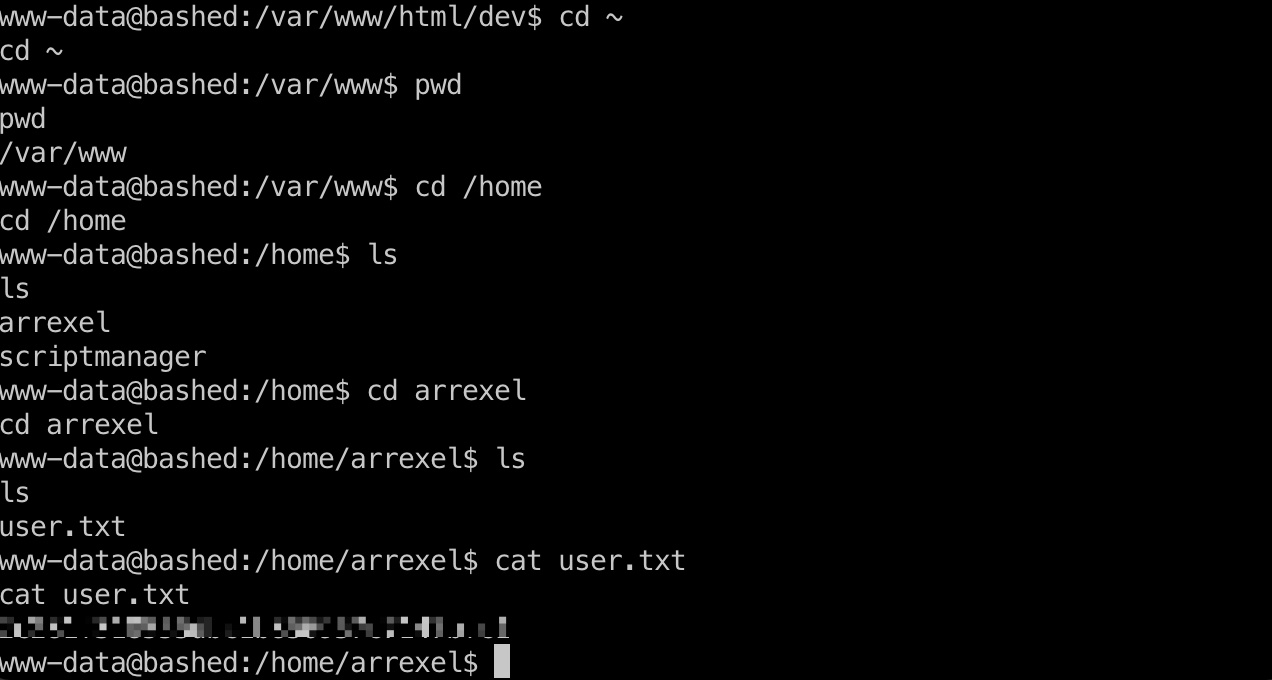 www-data@bashed:/var/www/html/dev$ cd ~
cd ~
www-data@bashed:/var/www$ pwd
pwd
/var/www
www-data@bashed:/var/www$ cd /home
cd /home
www-data@bashed:/home$ ls
ls
arrexel
scriptmanager
www-data@bashed:/home$ cd arrexel
cd arrexel
www-data@bashed:/home/arrexel$ ls
ls
user.txt
www-data@bashed:/home/arrexel$ cat user.txt
cat user.txt
www-data@bashed:/home/arrexel$